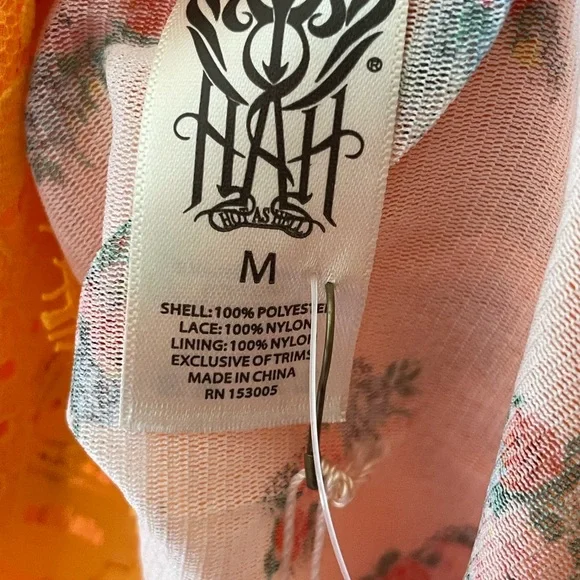 HAH®
HOT AS HELL
M
SHELL: 100% POLYESTER
LACE: 100% NYLON
LINING: 100% NYLON
EXCLUSIVE OF TRIMS
MADE IN CHINA
RN 153005